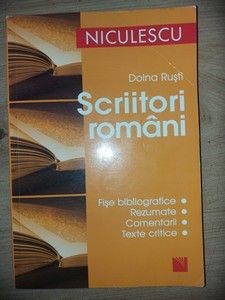 NICULESCU
Doina Ruști
Scriitori
români
Fișe bibliografice •
Rezumate •
Comentarii •
Texte critice •